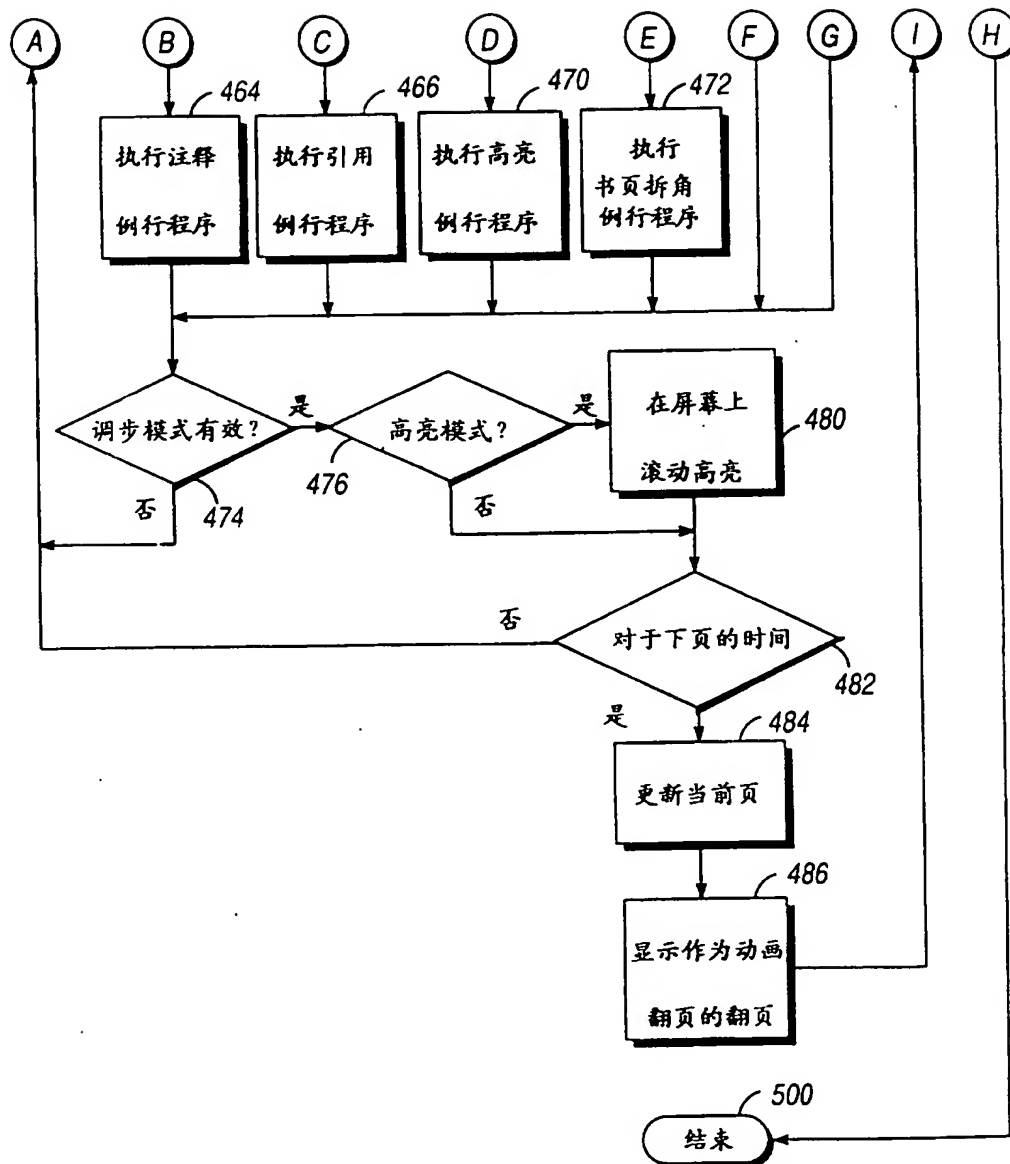 A B C D E F G I H
464 466 470 472
执行注释
例行程序
执行引用
例行程序
执行高亮
例行程序
执行
书页拆角
例行程序
调步模式有效?
是
高亮模式?
是
在屏幕上
滚动高亮
480
476
474
否
否
否
对于下页的时间
482
是
484
更新当前页
486
显示作为动画
翻页的翻页
500
结束